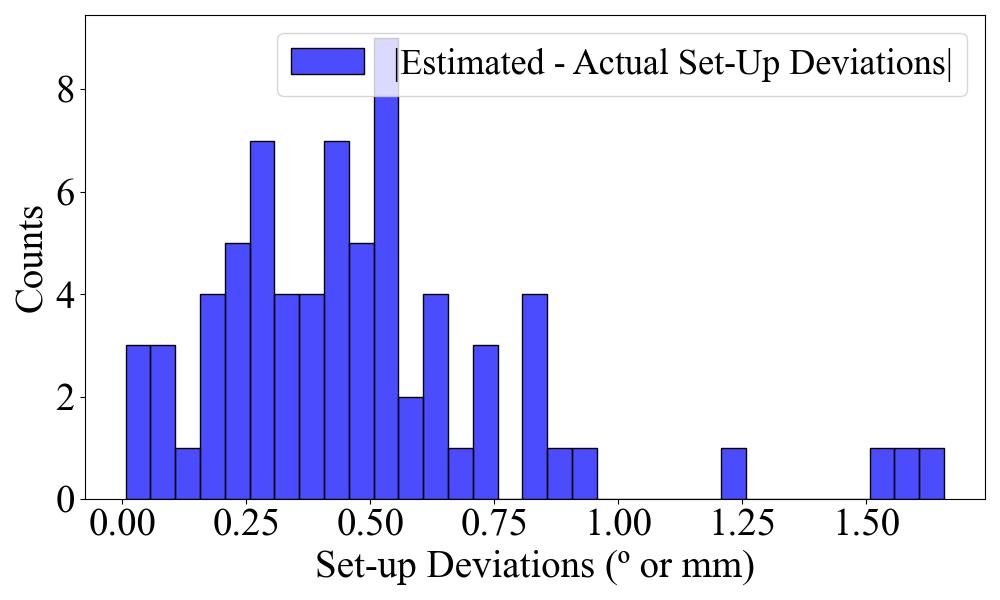 |Estimated - Actual Set-Up Deviations|
8
6
4
2
0
Counts
0.00 0.25 0.50 0.75 1.00 1.25 1.50
Set-up Deviations (º or mm)